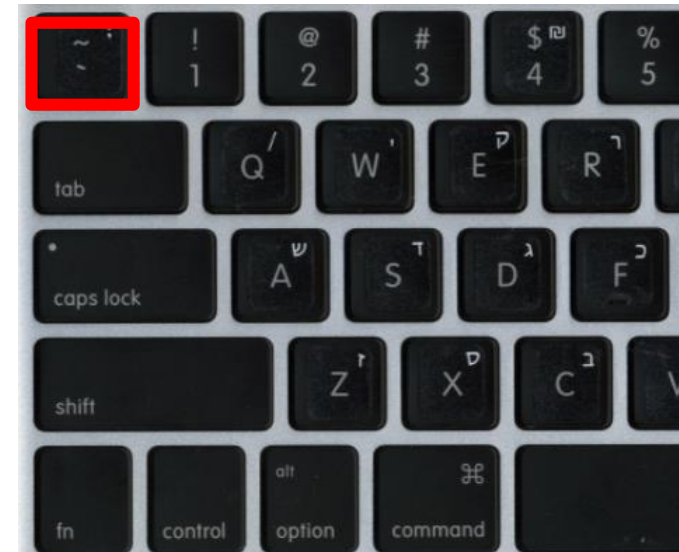 ~ ; ! @ # $ ₪ %
` 1 2 3 4 5
tab Q / W ' E ק R ר
caps lock A ש S ד D ג F כ
shift Z ז X ס C ב V
alt ⌘
fn control option command